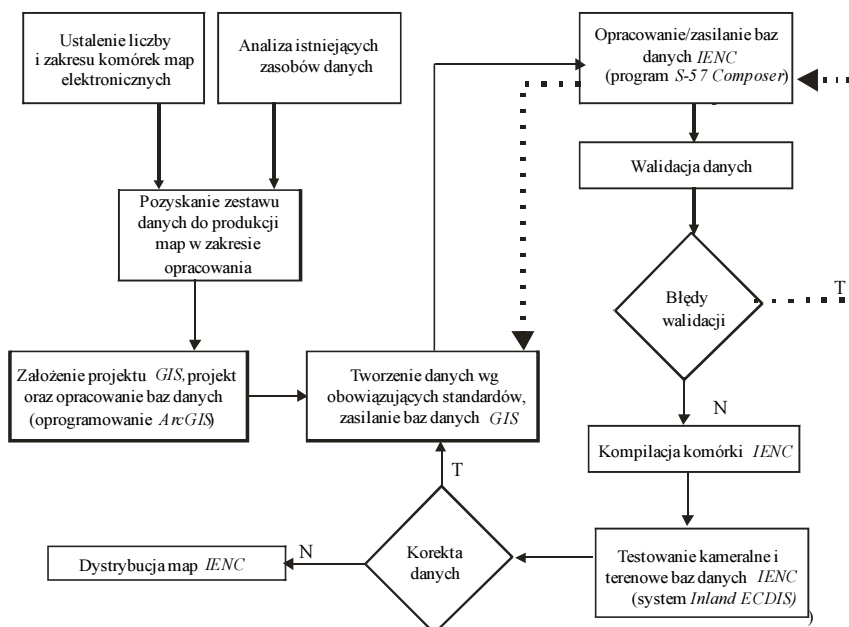 Ustalenie liczby
i zakresu komórek map
elektronicznych
Analiza istniejących
zasobów danych
Opracowanie/zasilanie baz
danych IENC
(program S-57 Composer)
Walidacja danych
Pozyskanie zestawu
danych do produkcji
map w zakresie
opracowania
Błędy
walidacji
T
N
Założenie projektu GIS, projekt
oraz opracowanie baz danych
(oprogramowanie ArcGIS)
Tworzenie danych wg
obowiązujących standardów,
zasilanie baz danych GIS
Kompilacja komórki IENC
T
Korekta
danych
N
Dystrybucja map IENC
Testowanie kameralne i
terenowe baz danych IENC
(system Inland ECDIS)
)